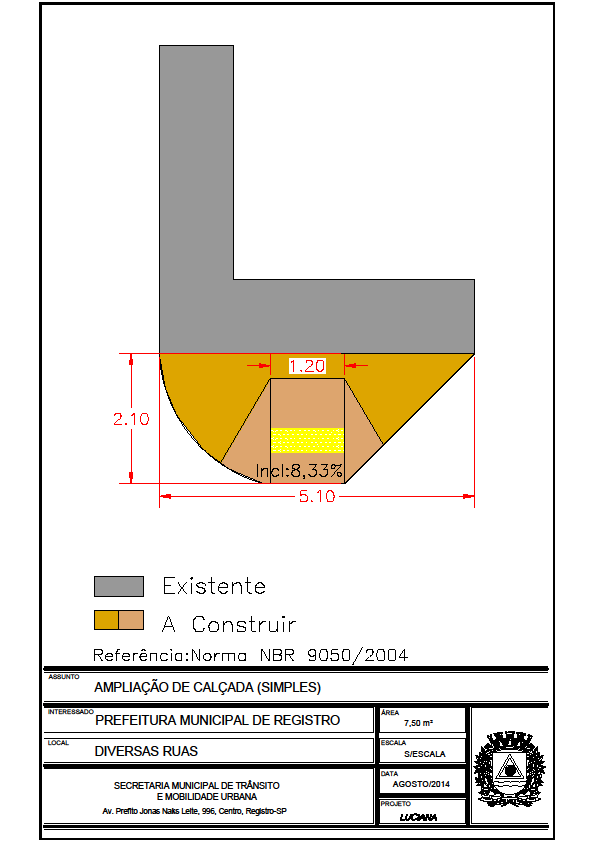 1.20
2.10
Incl:8,33%
5.10
Existente
A Construir
Referência:Norma NBR 9050/2004
ASSUNTO
AMPLIAÇÃO DE CALÇADA (SIMPLES)
INTERESSADO
PREFEITURA MUNICIPAL DE REGISTRO
ÁREA
7,50 m²
LOCAL
DIVERSAS RUAS
ESCALA
S/ESCALA
SECRETARIA MUNICIPAL DE TRÂNSITO
E MOBILIDADE URBANA
Av. Prefito Jonas Naks Leite, 996, Centro, Registro-SP
DATA
AGOSTO/2014
PROJETO
LUCIANA